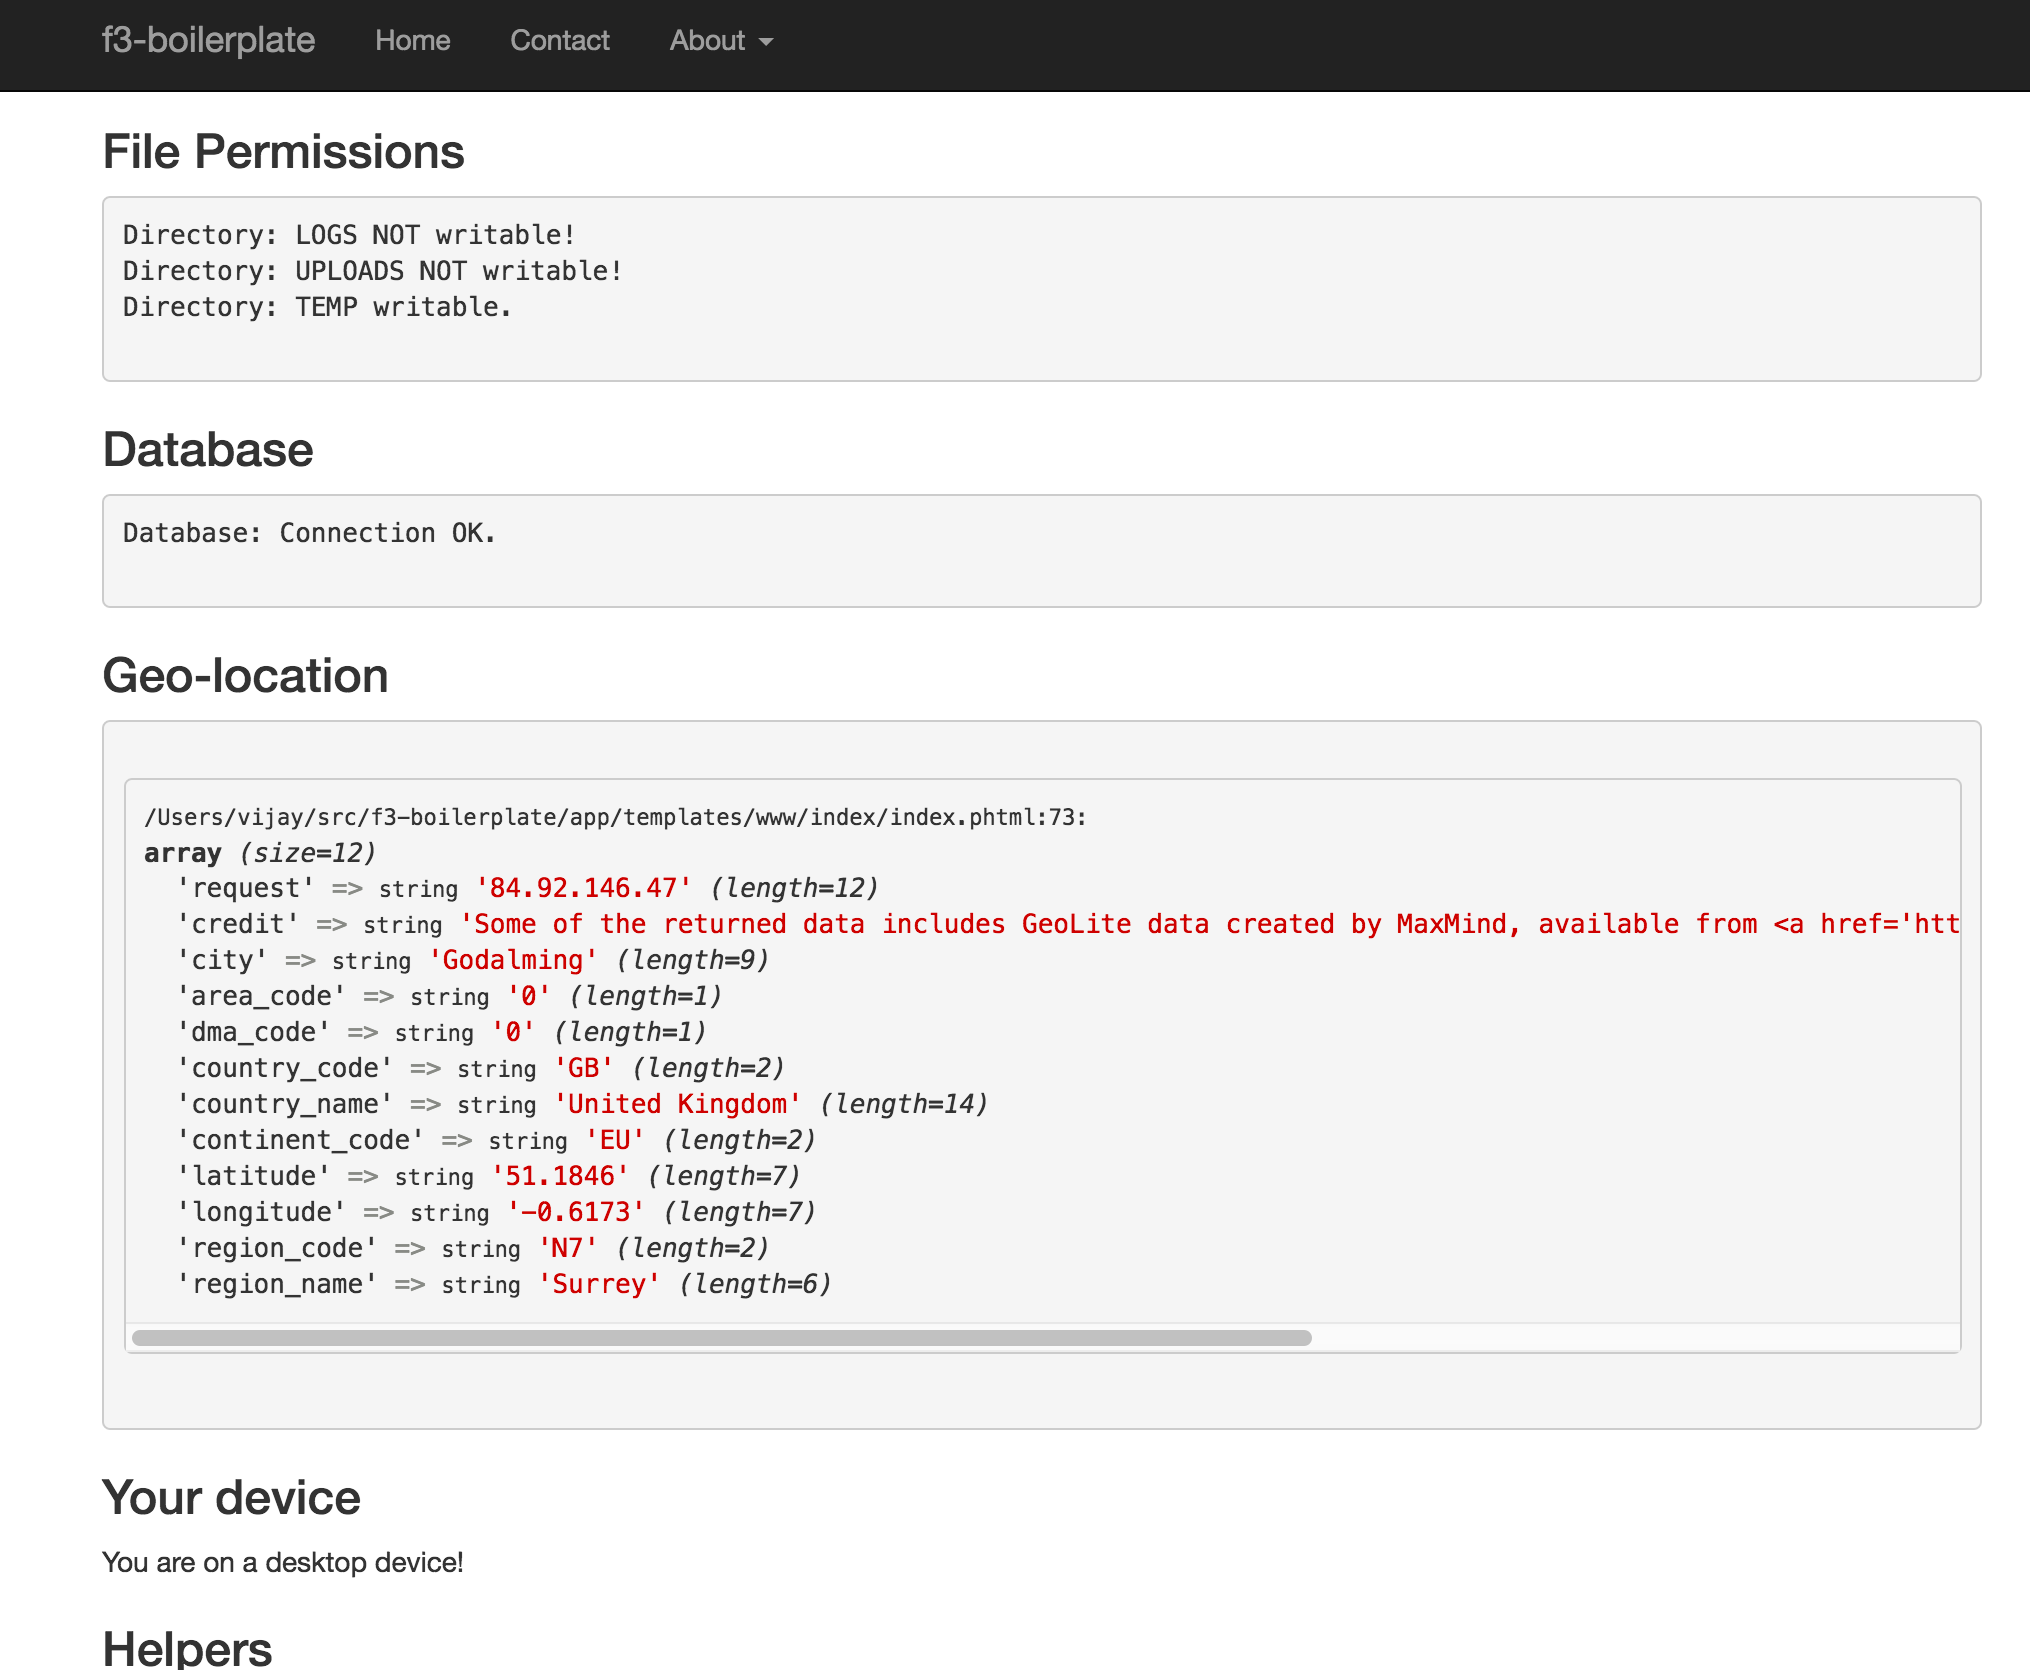 f3-boilerplate Home Contact About
File Permissions
Directory: LOGS NOT writable!
Directory: UPLOADS NOT writable!
Directory: TEMP writable.
Database
Database: Connection OK.
Geo-location
/Users/vijay/src/f3-boilerplate/app/templates/www/index/index.phtml:73:
array (size=12)
'request' => string '84.92.146.47' (length=12)
'credit' => string 'Some of the returned data includes GeoLite data created by MaxMind, available from <a href='htt
'city' => string 'Godalming' (length=9)
'area_code' => string '0' (length=1)
'dma_code' => string '0' (length=1)
'country_code' => string 'GB' (length=2)
'country_name' => string 'United Kingdom' (length=14)
'continent_code' => string 'EU' (length=2)
'latitude' => string '51.1846' (length=7)
'longitude' => string '-0.6173' (length=7)
'region_code' => string 'N7' (length=2)
'region_name' => string 'Surrey' (length=6)
Your device
You are on a desktop device!
Helpers